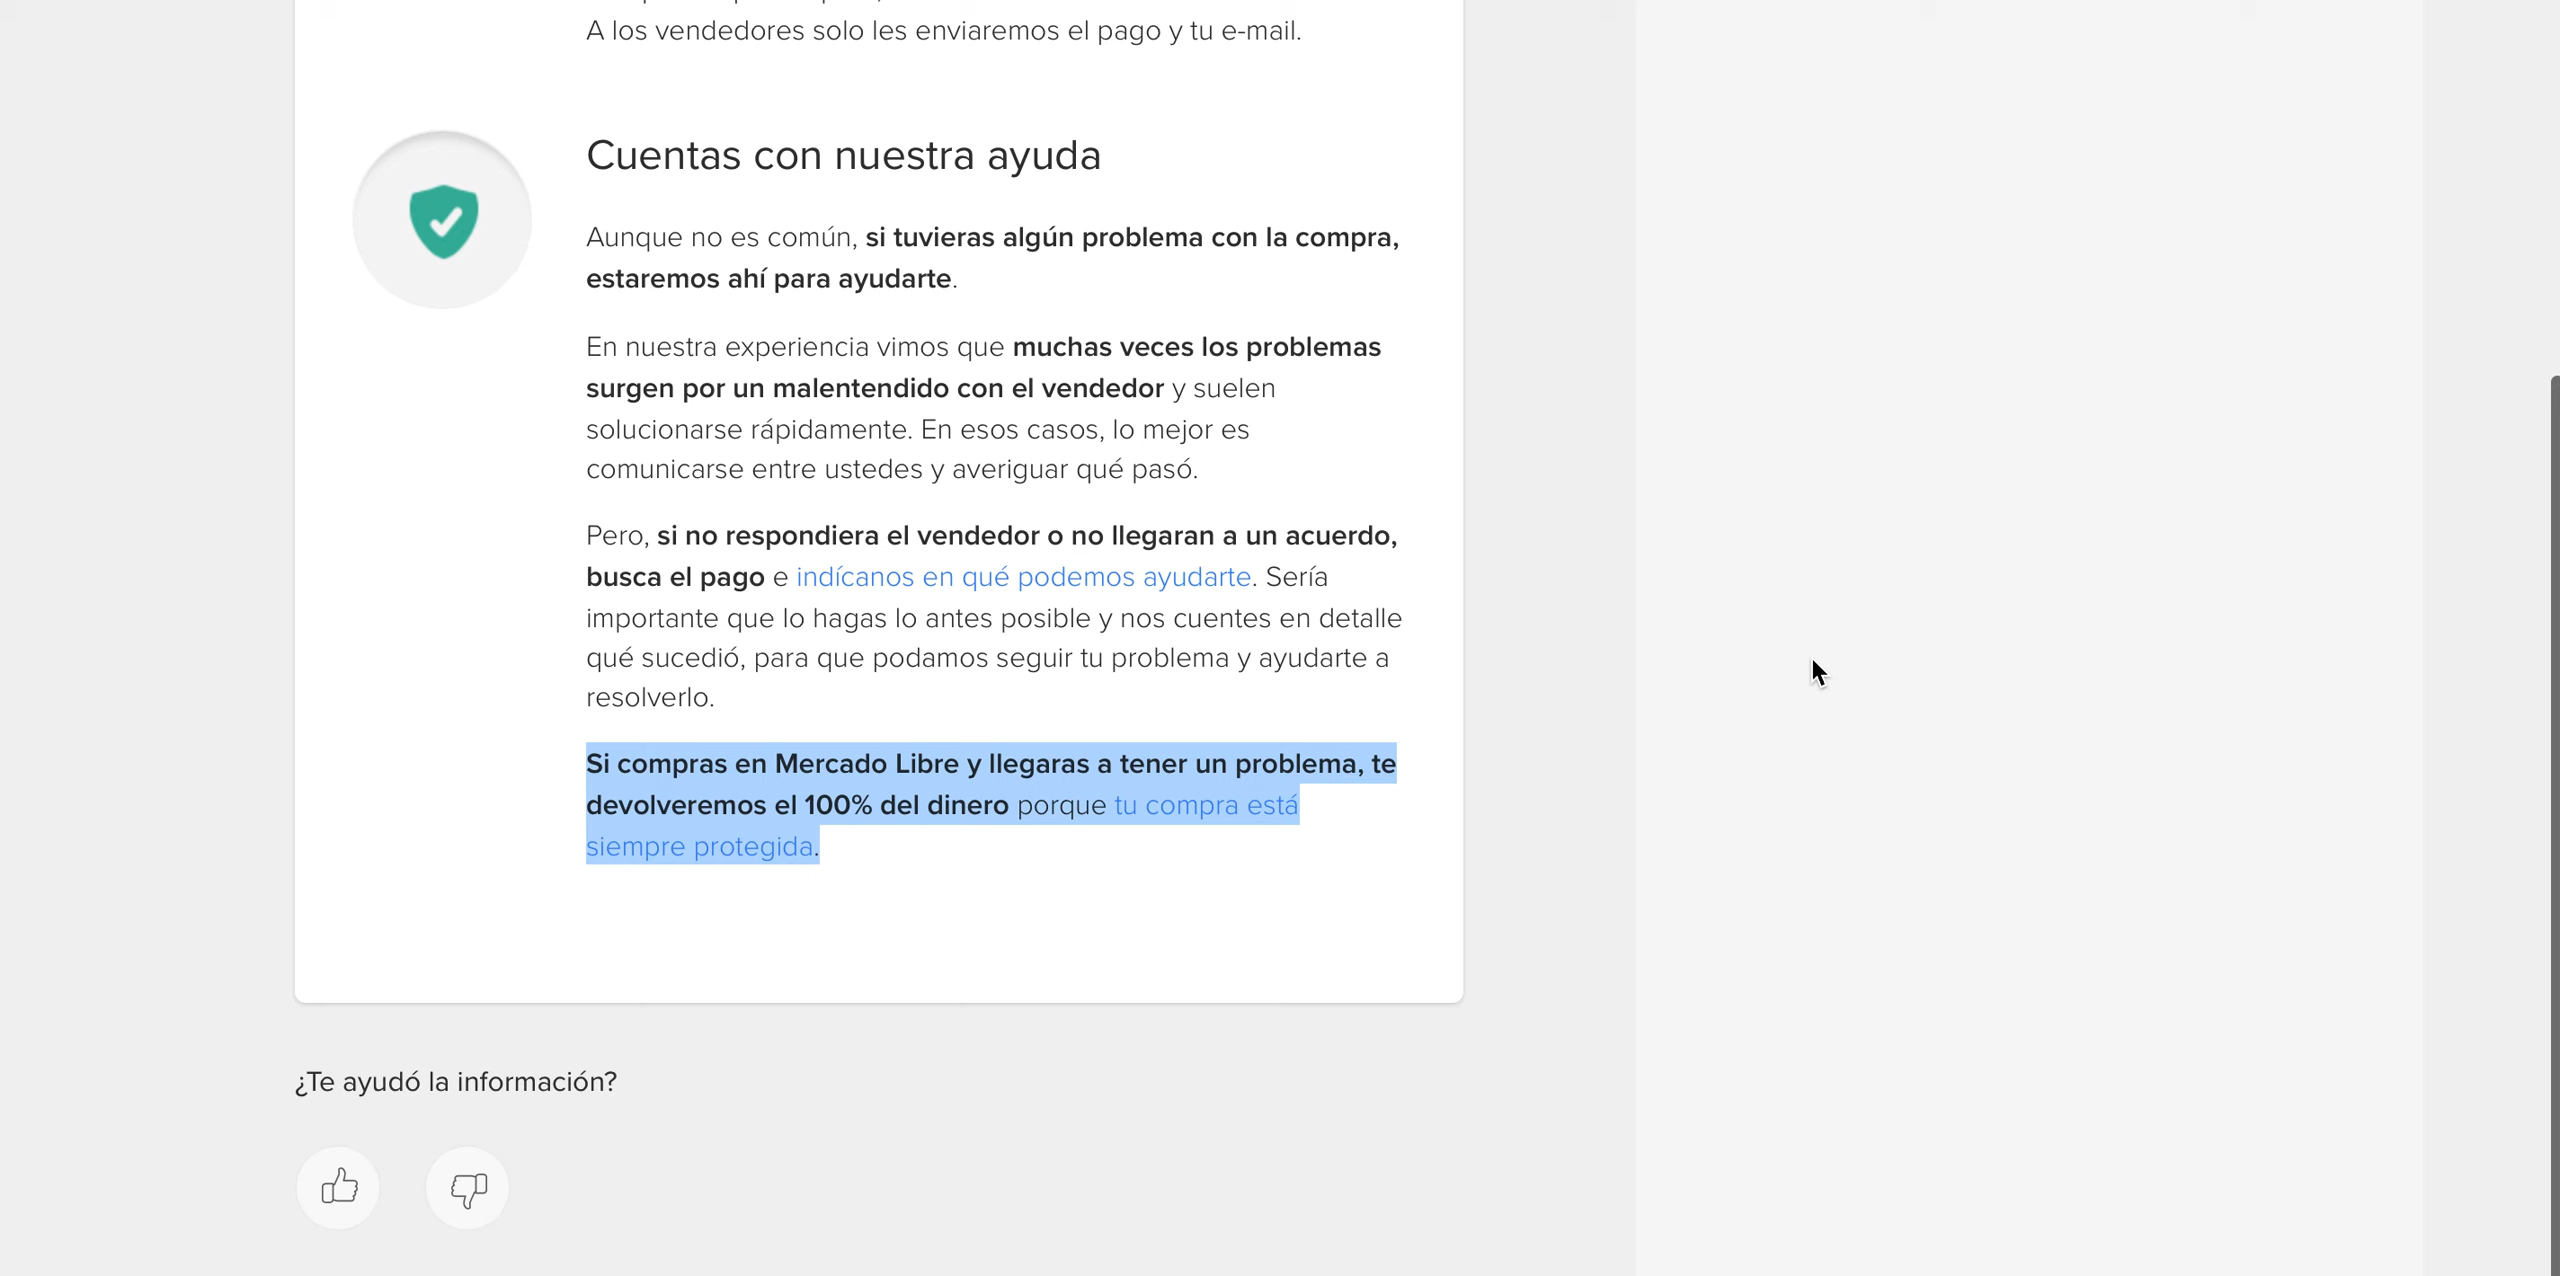 A los vendedores solo les enviaremos el pago y tu e-mail.
Cuentas con nuestra ayuda
Aunque no es común, si tuvieras algún problema con la compra,
estaremos ahí para ayudarte.
En nuestra experiencia vimos que muchas veces los problemas
surgen por un malentendido con el vendedor y suelen
solucionarse rápidamente. En esos casos, lo mejor es
comunicarse entre ustedes y averiguar qué pasó.
Pero, si no respondiera el vendedor o no llegaran a un acuerdo,
busca el pago e indícanos en qué podemos ayudarte. Sería
importante que lo hagas lo antes posible y nos cuentes en detalle
qué sucedió, para que podamos seguir tu problema y ayudarte a
resolverlo.
Si compras en Mercado Libre y llegaras a tener un problema, te
devolveremos el 100% del dinero porque tu compra está
siempre protegida.
¿Te ayudó la información?